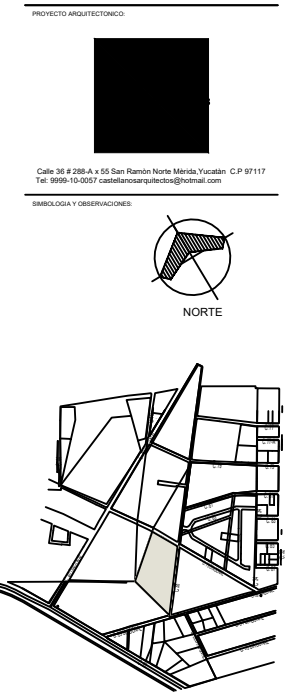 PROYECTO ARQUITECTONICO:
Calle 36 # 288-A x 55 San Ramón Norte Mérida,Yucatán C.P 97117
Tel: 9999-10-0057 castellanosarquitectos@hotmail.com
SIMBOLOGIA Y OBSERVACIONES:
NORTE